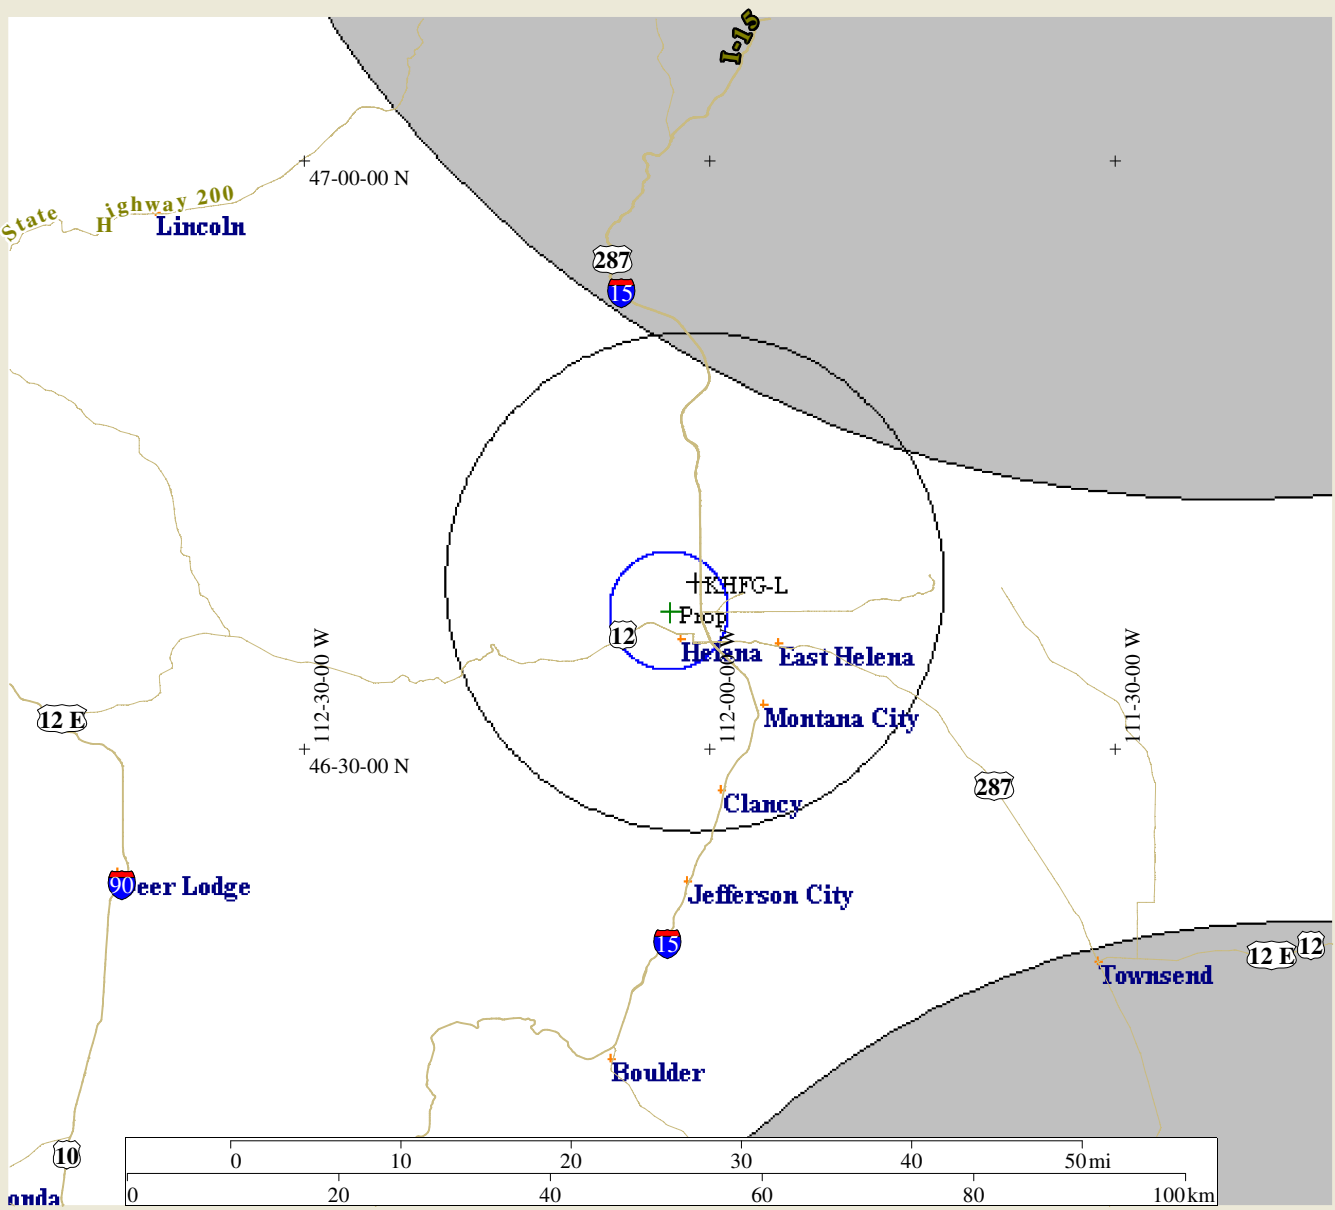 I-15
47-00-00 N
State Highway 200
Lincoln
287
15
KHFG-L
Prop
12
Helena
East Helena
112-30-00 W
112-00-00 W
111-30-00 W
12 E
Montana City
46-30-00 N
287
Clancy
90
eer Lodge
Jefferson City
15
12 E
12
Townsend
Boulder
10
0 10 20 30 40 50 mi
0 20 40 60 80 100 km
onda